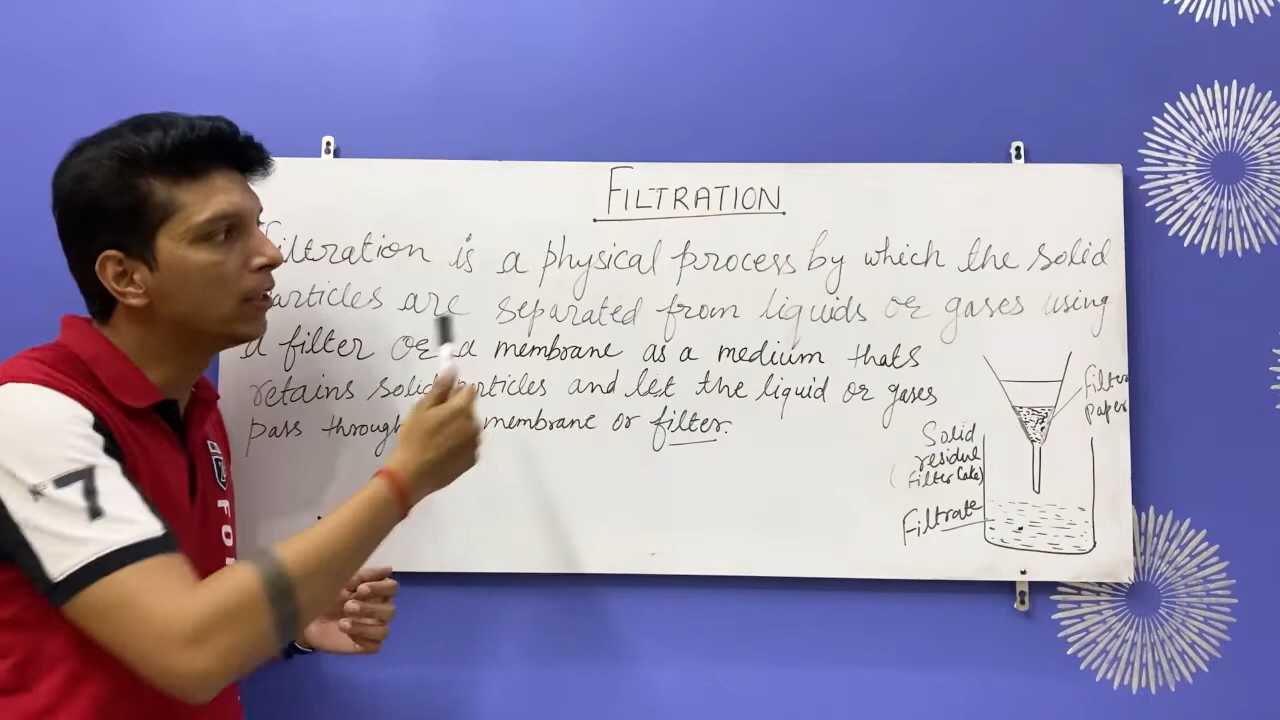 FILTRATION
Filtration is a physical process by which the solid
particles are separated from liquids or gases using
a filter or a membrane as a medium thats
retains solid particles and let the liquid or gases
pass through membrane or filter.
Filter
paper
Solid
residue
(filter cake)
Filtrate
7
FO